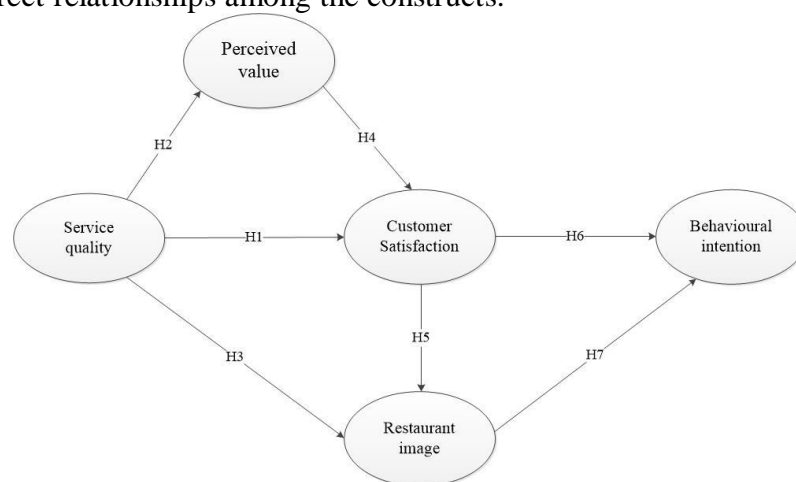 rect relationships among the constructs.
Perceived
value
H2
H4
Service
quality
H1
Customer
Satisfaction
H6
Behavioural
intention
H3
H5
H7
Restaurant
image